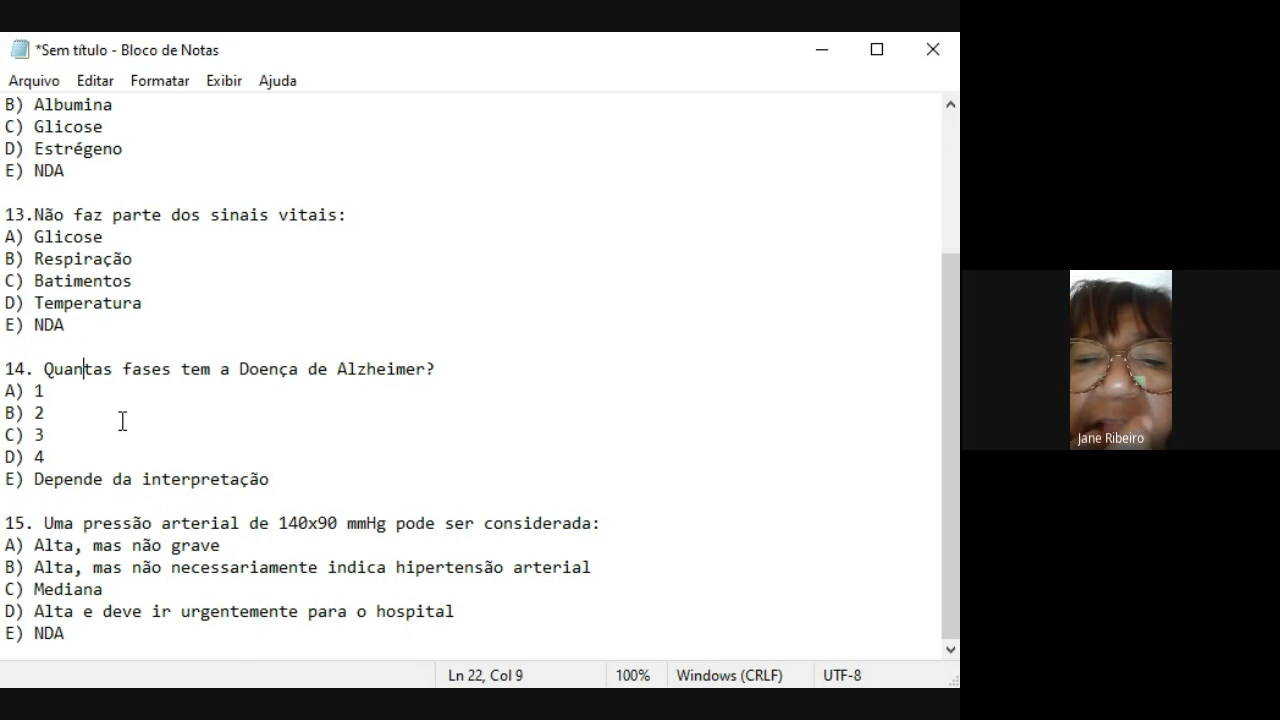 *Sem título - Bloco de Notas
Arquivo Editar Formatar Exibir Ajuda
B) Albumina
C) Glicose
D) Estrégeno
E) NDA
13.Não faz parte dos sinais vitais:
A) Glicose
B) Respiração
C) Batimentos
D) Temperatura
E) NDA
14. Quantas fases tem a Doença de Alzheimer?
A) 1
B) 2
C) 3
D) 4
E) Depende da interpretação
15. Uma pressão arterial de 140x90 mmHg pode ser considerada:
A) Alta, mas não grave
B) Alta, mas não necessariamente indica hipertensão arterial
C) Mediana
D) Alta e deve ir urgentemente para o hospital
E) NDA
Ln 22, Col 9 100% Windows (CRLF) UTF-8
Jane Ribeiro